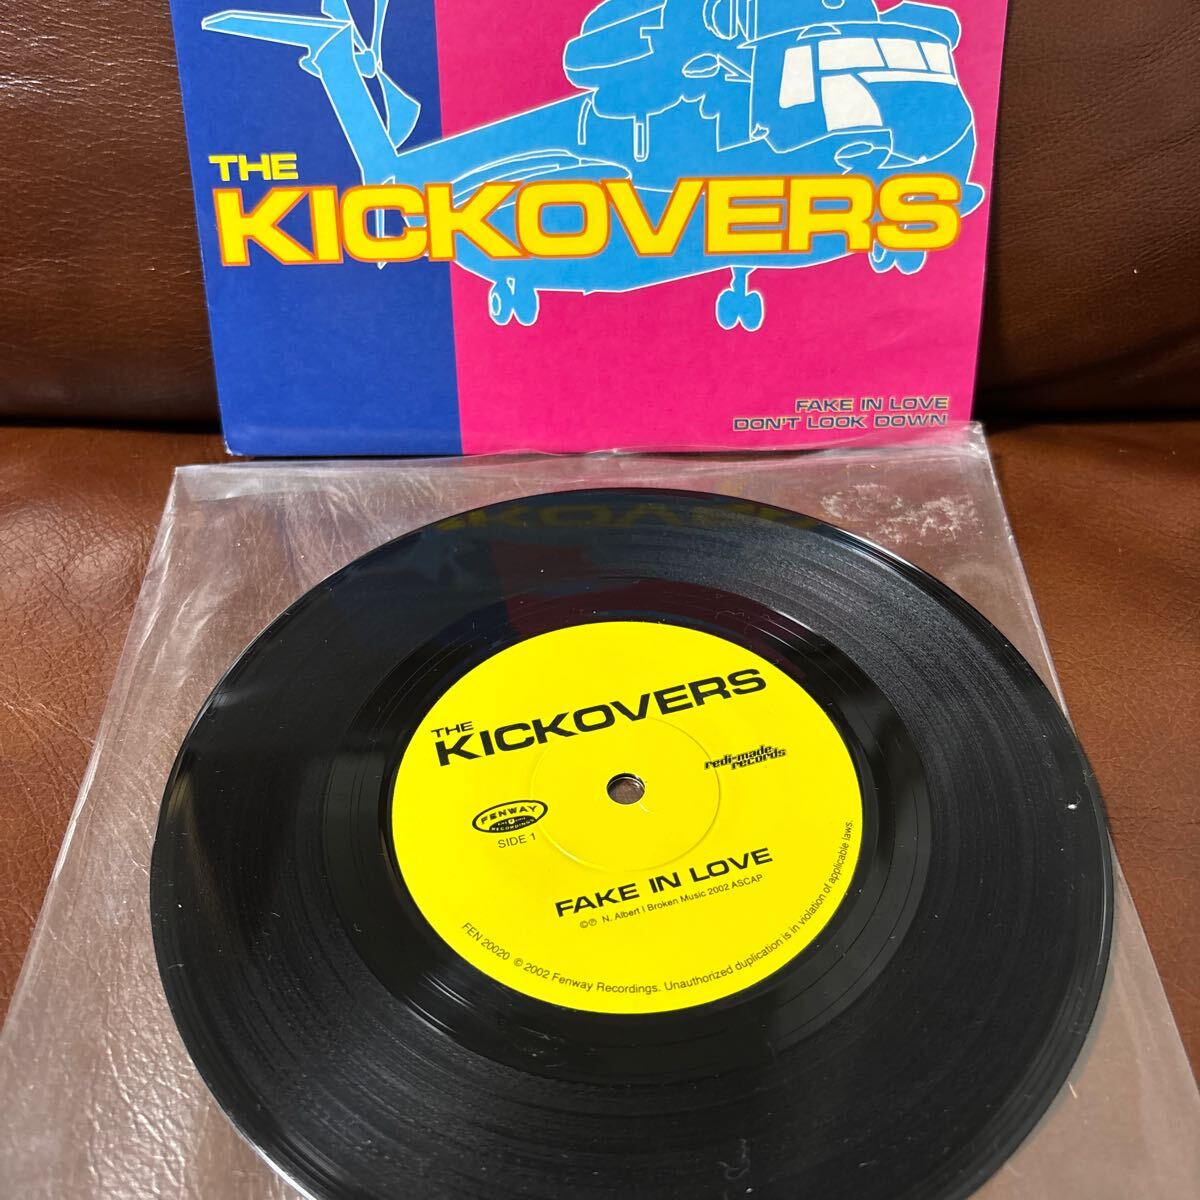 THE
KICKOVERS
FAKE IN LOVE
DON'T LOOK DOWN
THE
KICKOVERS
redi-made
records
FENWAY
RECORDINGS
SIDE 1
FAKE IN LOVE
©℗ N. Albert | Broken Music 2002 ASCAP
FEN 20020 © 2002 Fenway Recordings. Unauthorized duplication is in violation of applicable laws.